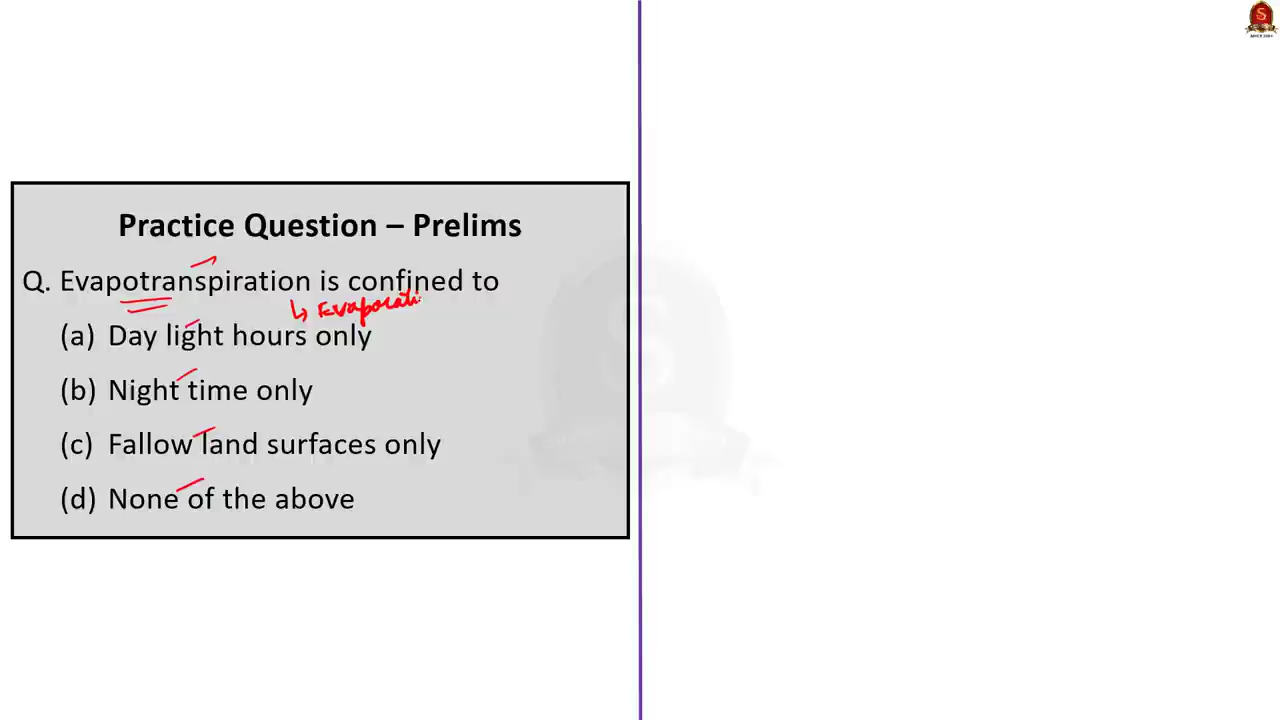 Practice Question – Prelims
Q. Evapotranspiration is confined to
↳ Evaporati
(a) Day light hours only
(b) Night time only
(c) Fallow land surfaces only
(d) None of the above
S